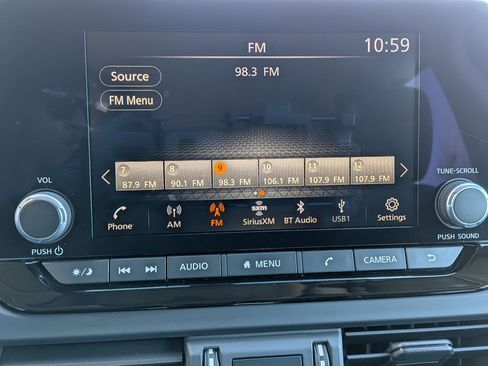 FM
10:59
Source
98.3 FM
FM Menu
7 8 9 10 11 12
87.9 FM 90.1 FM 98.3 FM 106.1 FM 107.9 FM 107.9 FM
VOL
TUNE-SCROLL
sxm
Phone AM FM SiriusXM BT Audio USB1 Settings
PUSH
PUSH SOUND
AUDIO MENU CAMERA